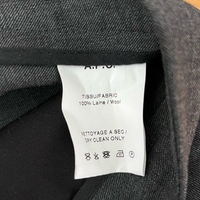 A.P.C.
TISSU/FABRIC
100% Laine / Wool
NETTOYAGE A SEC /
DRY CLEAN ONLY